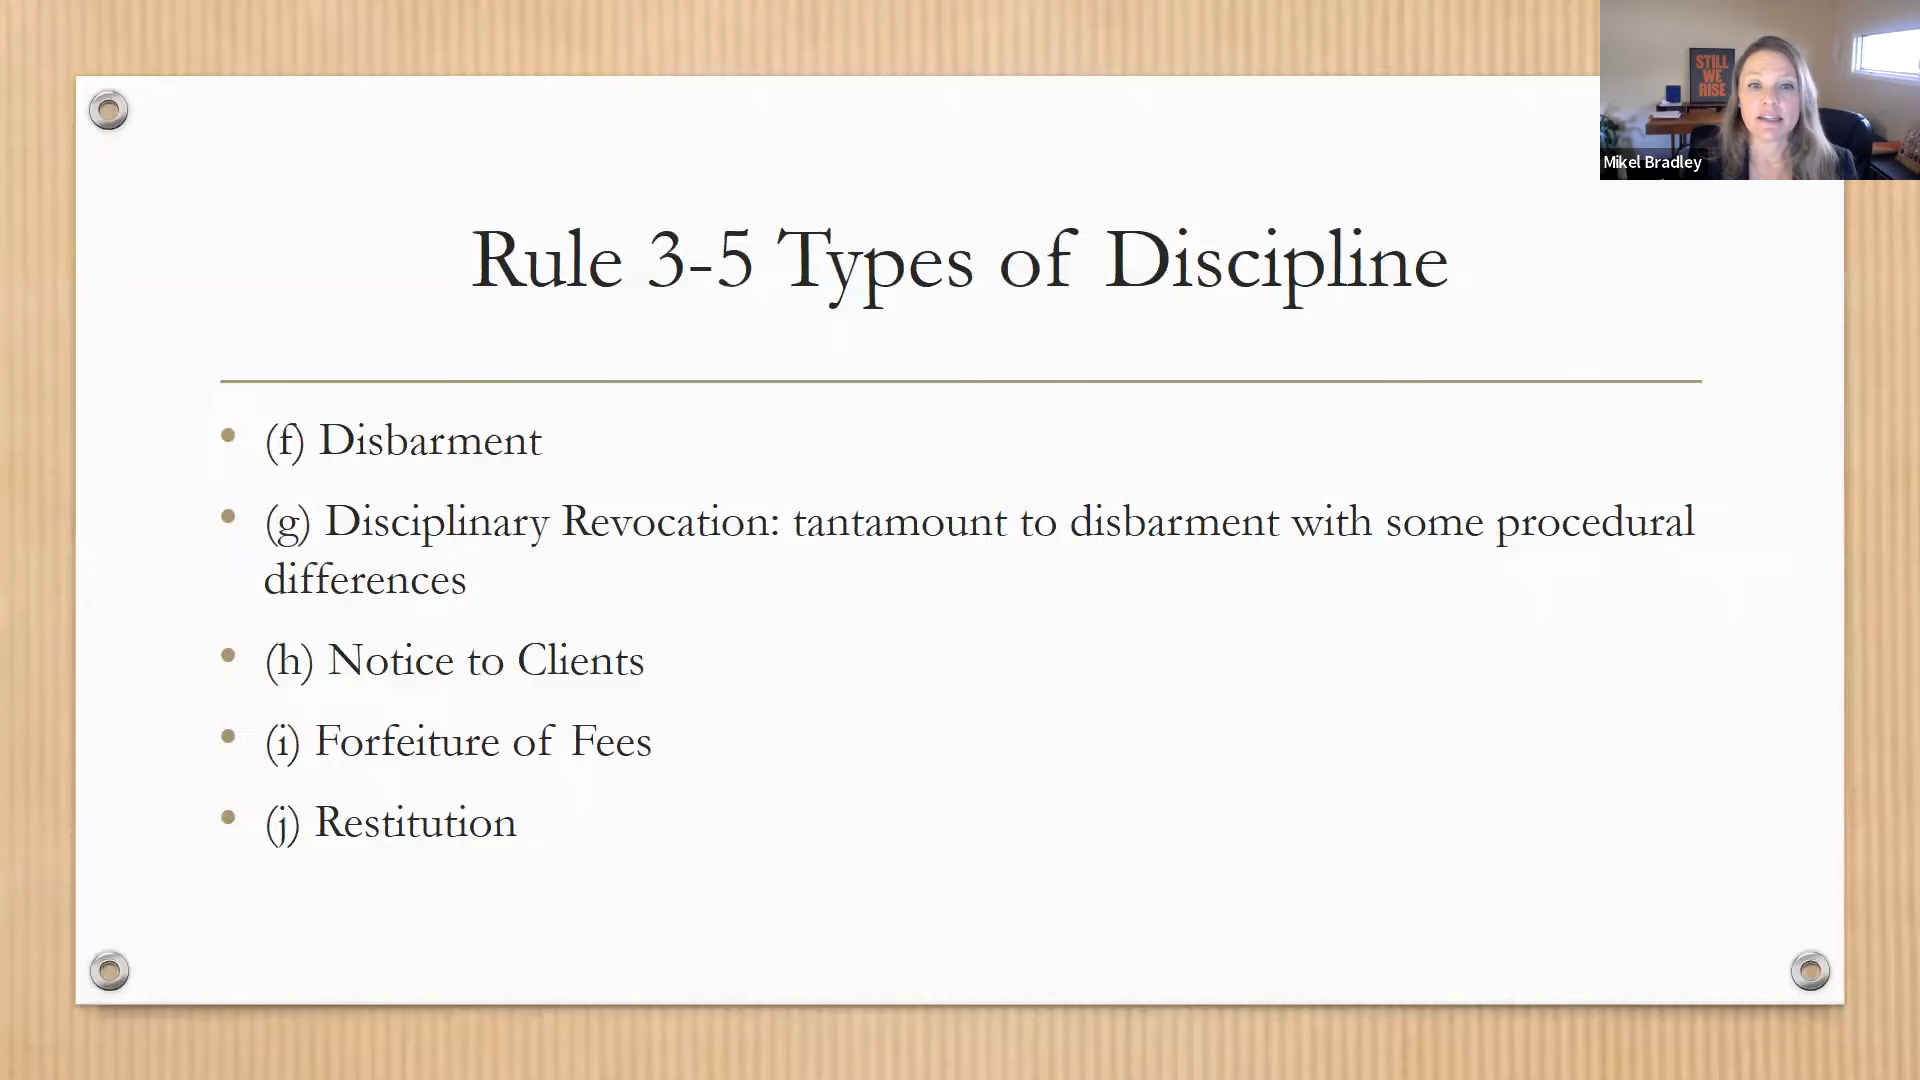 STILL
WE
RISE
Mikel Bradley
Rule 3-5 Types of Discipline
• (f) Disbarment
• (g) Disciplinary Revocation: tantamount to disbarment with some procedural
differences
• (h) Notice to Clients
• (i) Forfeiture of Fees
• (j) Restitution